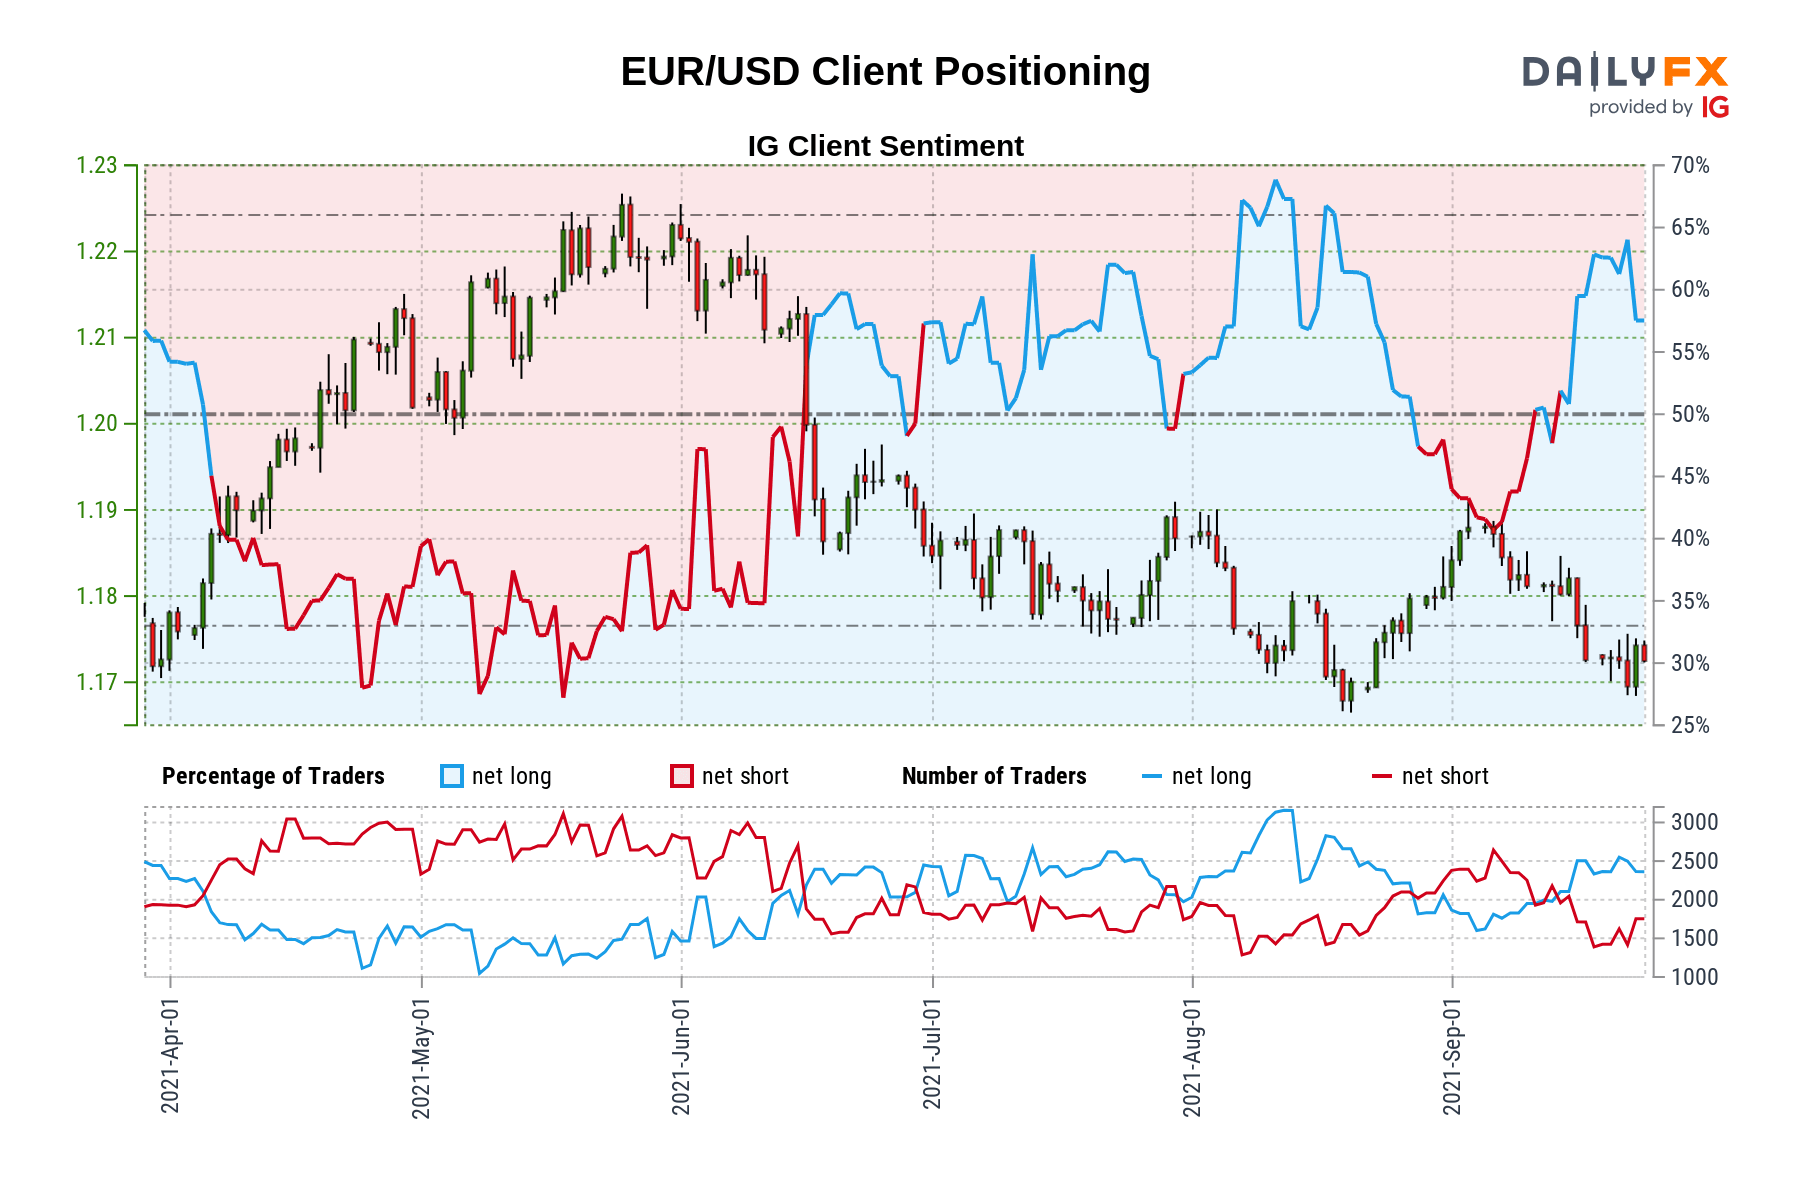 EUR/USD Client Positioning
DAILYFX
provided by IG
IG Client Sentiment
1.23
1.22
1.21
1.20
1.19
1.18
1.17
70%
65%
60%
55%
50%
45%
40%
35%
30%
25%
Percentage of Traders net long net short Number of Traders net long net short
3000
2500
2000
1500
1000
2021-Apr-01
2021-May-01
2021-Jun-01
2021-Jul-01
2021-Aug-01
2021-Sep-01